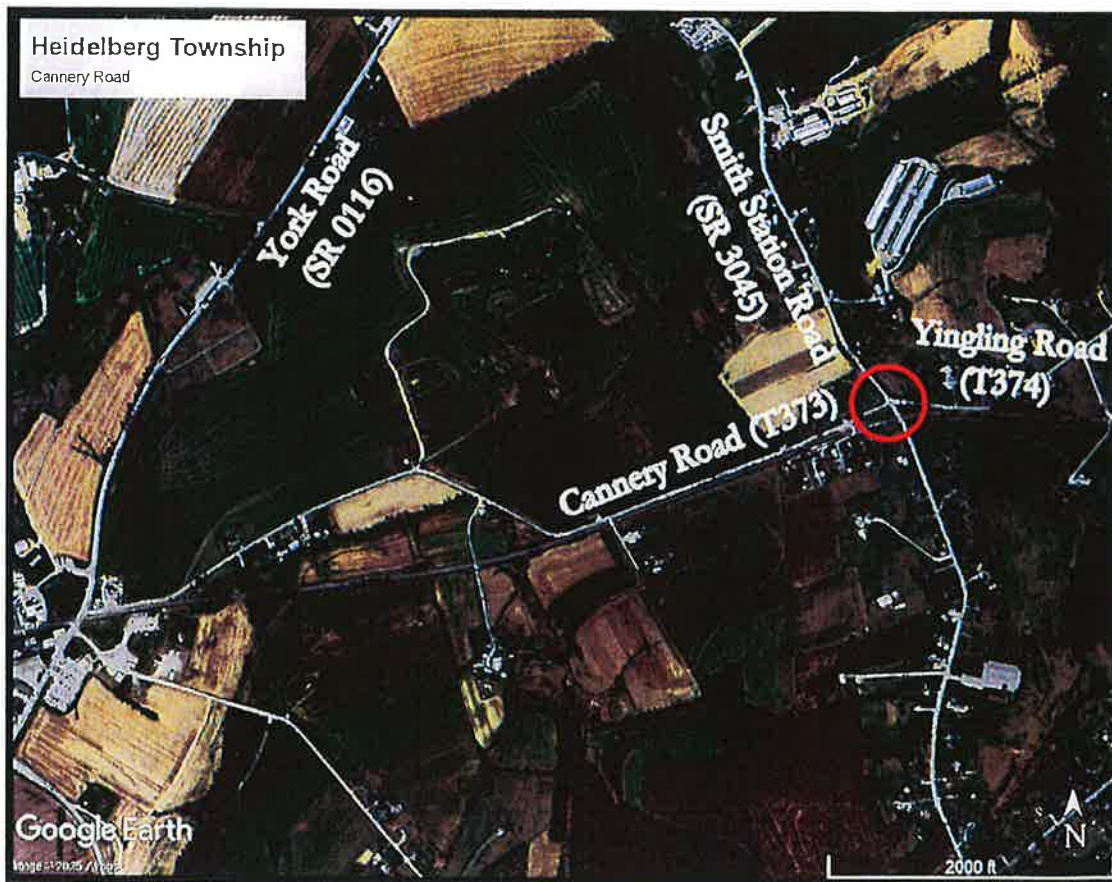 Heidelberg Township
Cannery Road
York Road
(SR 0116)
Smith Station Road
(SR 3045)
Yingling Road
(T374)
Cannery Road (T373)
Google Earth
N
2000 ft